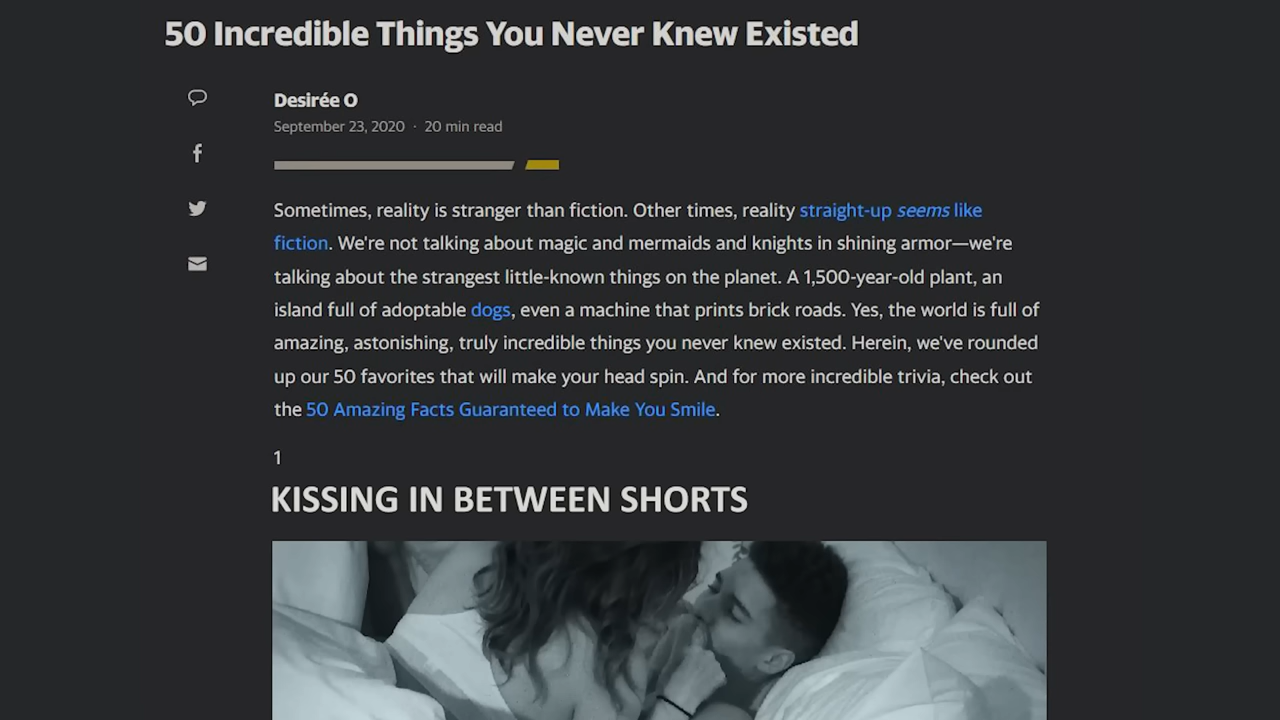 50 Incredible Things You Never Knew Existed
Desirée O
September 23, 2020 · 20 min read
Sometimes, reality is stranger than fiction. Other times, reality straight-up seems like
fiction. We're not talking about magic and mermaids and knights in shining armor—we're
talking about the strangest little-known things on the planet. A 1,500-year-old plant, an
island full of adoptable dogs, even a machine that prints brick roads. Yes, the world is full of
amazing, astonishing, truly incredible things you never knew existed. Herein, we've rounded
up our 50 favorites that will make your head spin. And for more incredible trivia, check out
the 50 Amazing Facts Guaranteed to Make You Smile.
1
KISSING IN BETWEEN SHORTS